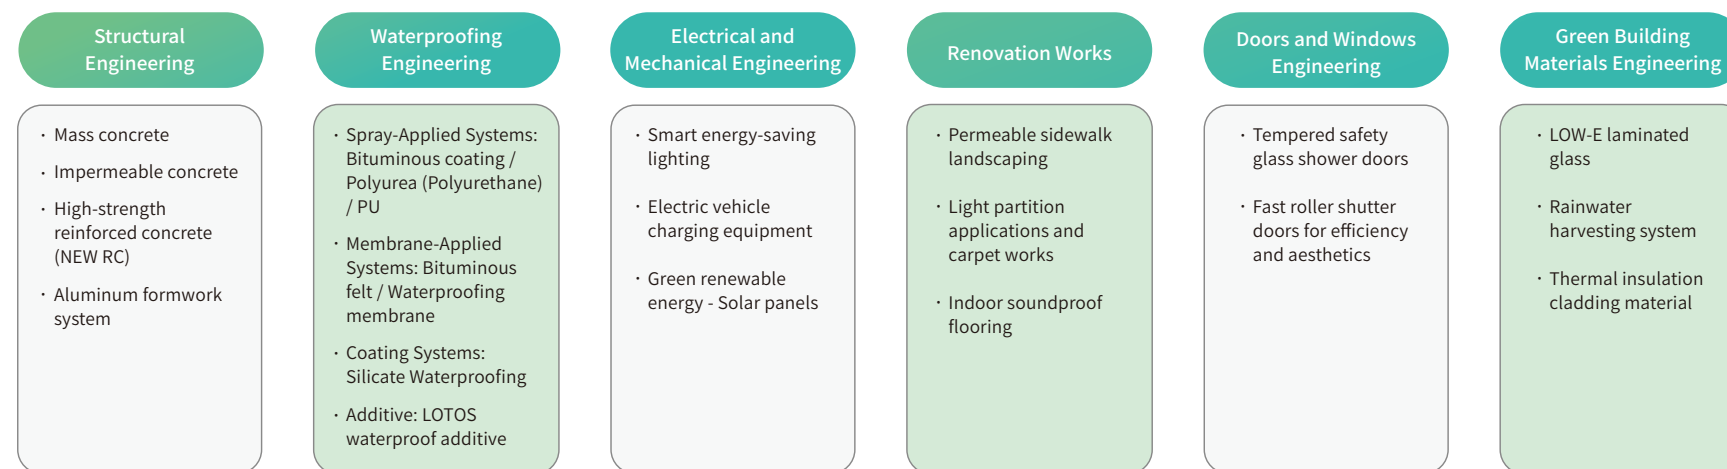 Structural
Engineering
· Mass concrete
· Impermeable concrete
· High-strength
reinforced concrete
(NEW RC)
· Aluminum formwork
system
Waterproofing
Engineering
· Spray-Applied Systems:
Bituminous coating /
Polyurea (Polyurethane)
/ PU
· Membrane-Applied
Systems: Bituminous
felt / Waterproofing
membrane
· Coating Systems:
Silicate Waterproofing
· Additive: LOTOS
waterproof additive
Electrical and
Mechanical Engineering
· Smart energy-saving
lighting
· Electric vehicle
charging equipment
· Green renewable
energy - Solar panels
Renovation Works
· Permeable sidewalk
landscaping
· Light partition
applications and
carpet works
· Indoor soundproof
flooring
Doors and Windows
Engineering
· Tempered safety
glass shower doors
· Fast roller shutter
doors for efficiency
and aesthetics
Green Building
Materials Engineering
· LOW-E laminated
glass
· Rainwater
harvesting system
· Thermal insulation
cladding material